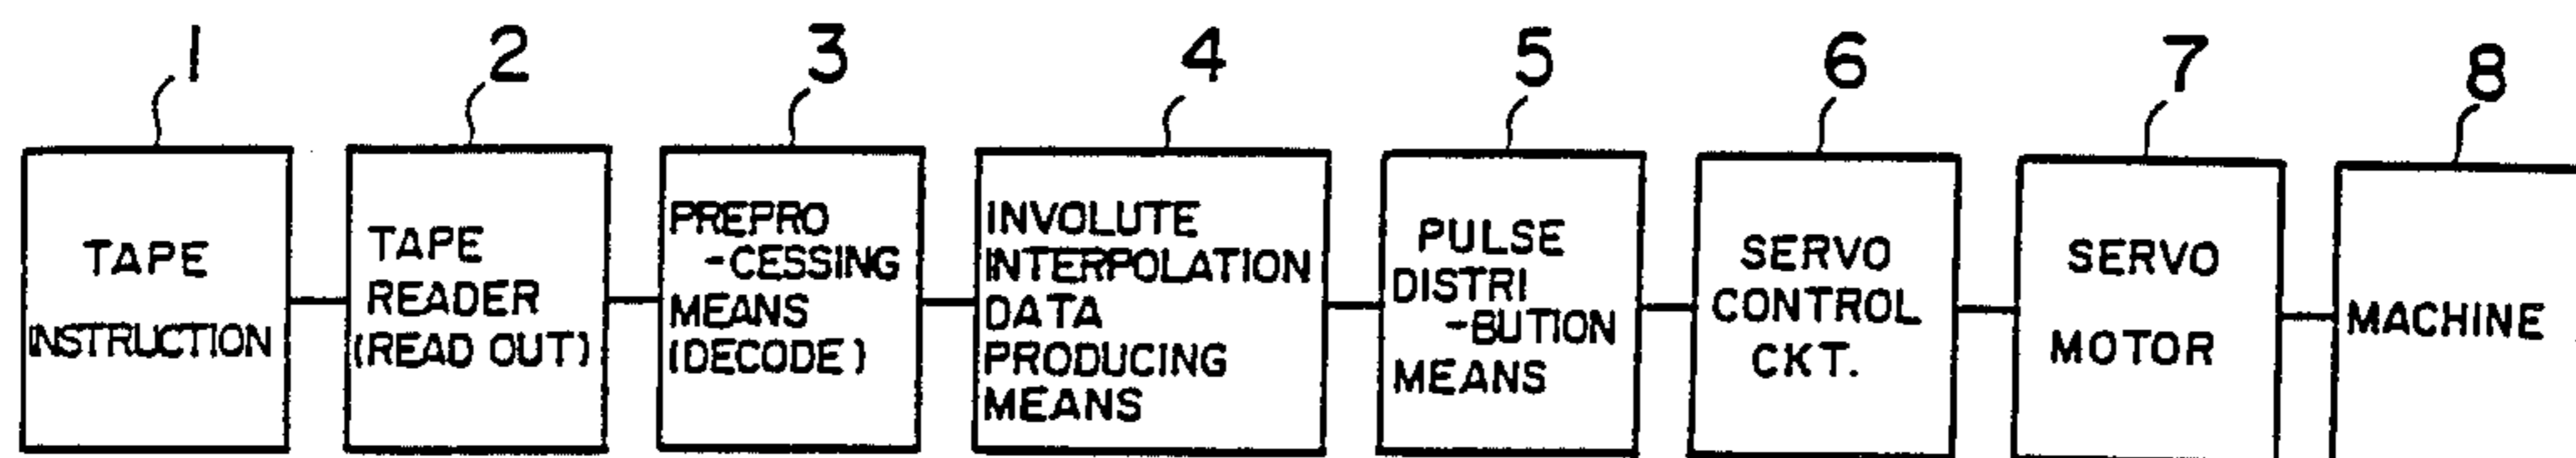 1
2
3
4
5
6
7
8
TAPE
INSTRUCTION
TAPE
READER
(READ OUT)
PREPRO
-CESSING
MEANS
(DECODE)
INVOLUTE
INTERPOLATION
DATA
PRODUCING
MEANS
PULSE
DISTRI
-BUTION
MEANS
SERVO
CONTROL
CKT.
SERVO
MOTOR
MACHINE